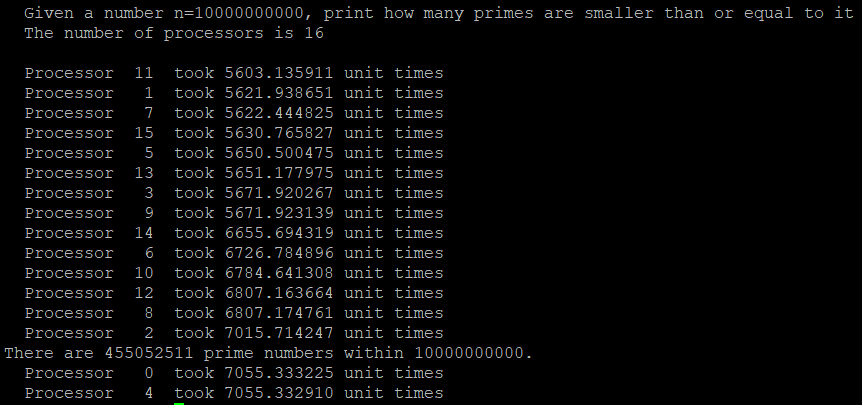 Given a number n=10000000000, print how many primes are smaller than or equal to it
The number of processors is 16
Processor 11 took 5603.135911 unit times
Processor 1 took 5621.938651 unit times
Processor 7 took 5622.444825 unit times
Processor 15 took 5630.765827 unit times
Processor 5 took 5650.500475 unit times
Processor 13 took 5651.177975 unit times
Processor 3 took 5671.920267 unit times
Processor 9 took 5671.923139 unit times
Processor 14 took 6655.694319 unit times
Processor 6 took 6726.784896 unit times
Processor 10 took 6784.641308 unit times
Processor 12 took 6807.163664 unit times
Processor 8 took 6807.174761 unit times
Processor 2 took 7015.714247 unit times
There are 455052511 prime numbers within 10000000000.
Processor 0 took 7055.333225 unit times
Processor 4 took 7055.332910 unit times